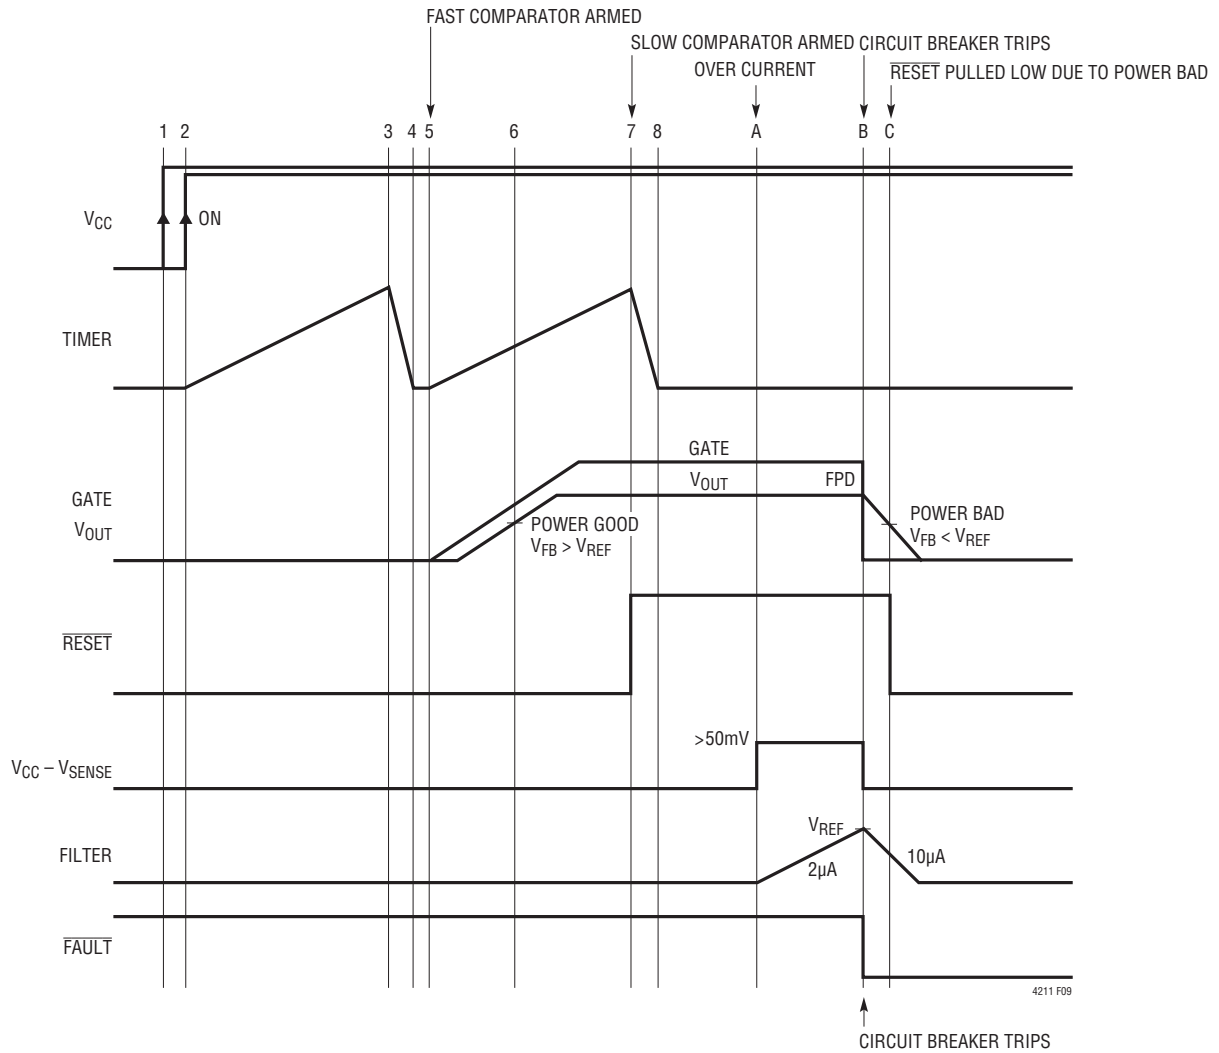 FAST COMPARATOR ARMED
SLOW COMPARATOR ARMED
CIRCUIT BREAKER TRIPS
OVER CURRENT
RESET PULLED LOW DUE TO POWER BAD
1 2 3 4 5 6 7 8 A B C
VCC
ON
TIMER
GATE
VOUT
FPD
GATE
VOUT
POWER GOOD
VFB > VREF
POWER BAD
VFB < VREF
RESET
>50mV
VCC – VSENSE
VREF
FILTER
2µA
10µA
FAULT
4211 F09
CIRCUIT BREAKER TRIPS